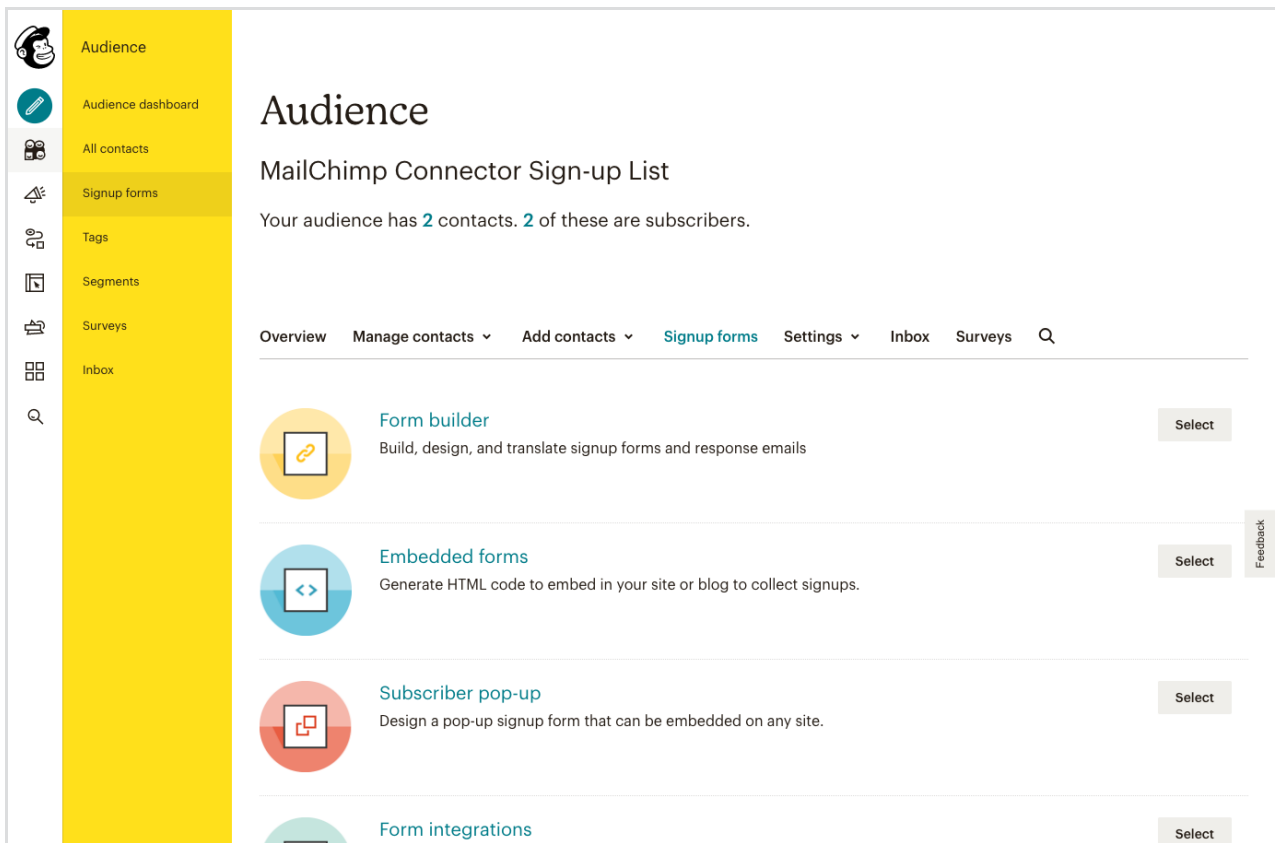 Audience
Audience dashboard
All contacts
Signup forms
Tags
Segments
Surveys
Inbox
Audience
MailChimp Connector Sign-up List
Your audience has 2 contacts. 2 of these are subscribers.
Overview Manage contacts Add contacts Signup forms Settings Inbox Surveys
Form builder
Build, design, and translate signup forms and response emails
Select
Embedded forms
Generate HTML code to embed in your site or blog to collect signups.
Select
Feedback
Subscriber pop-up
Design a pop-up signup form that can be embedded on any site.
Select
Form integrations
Select